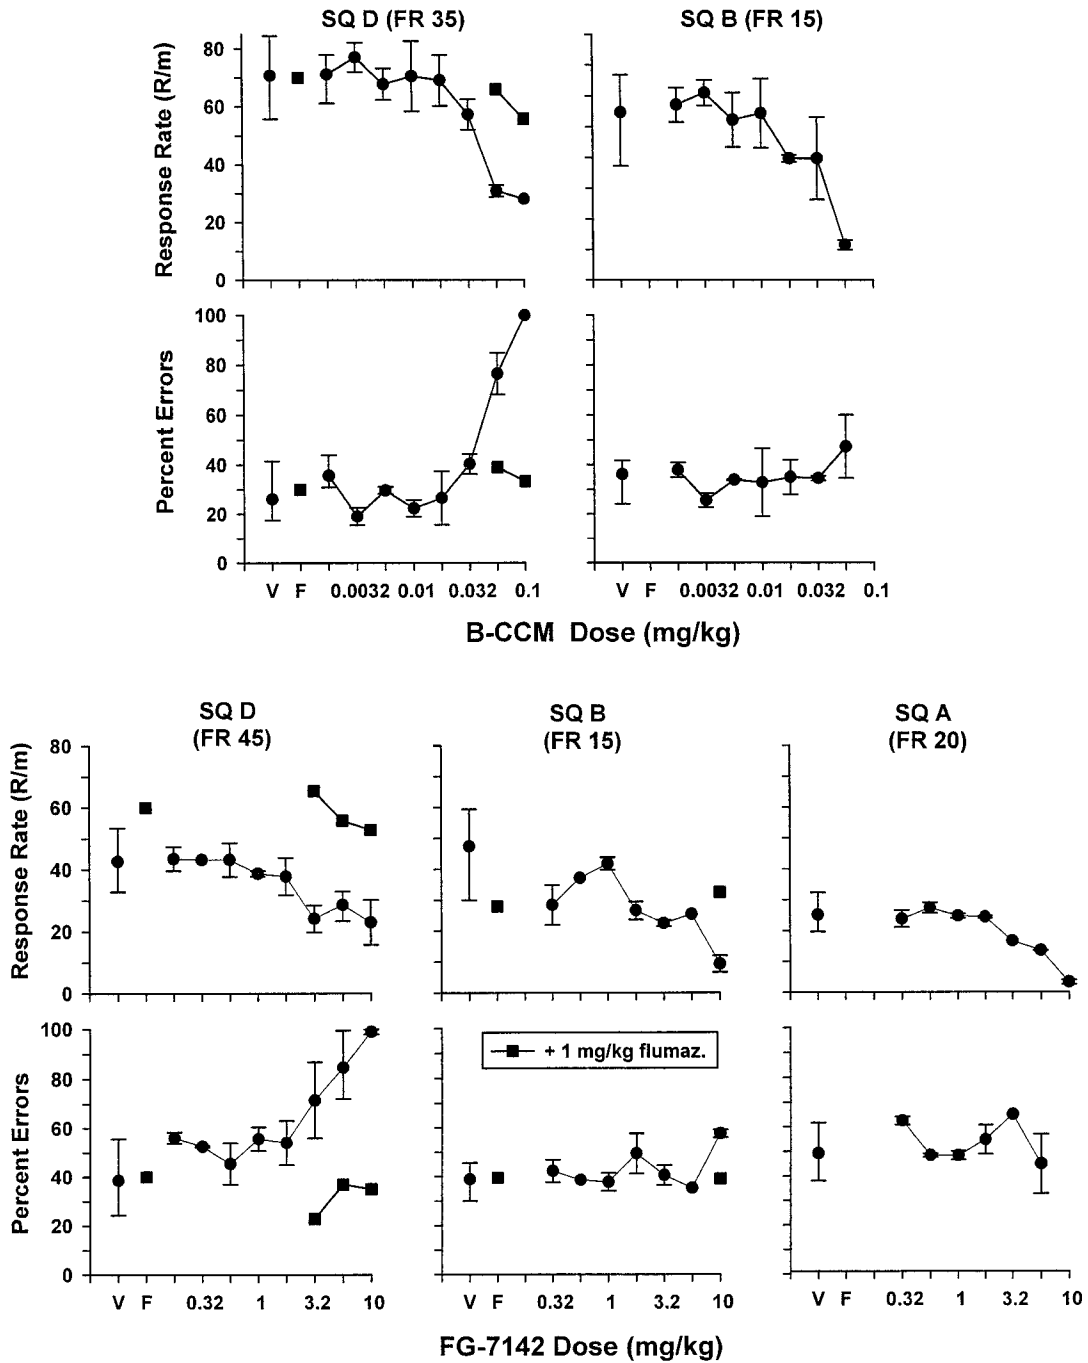 SQ D (FR 35)
SQ B (FR 15)
Response Rate (R/m)
80
60
40
20
0
Percent Errors
100
80
60
40
20
0
V F 0.0032 0.01 0.032 0.1
V F 0.0032 0.01 0.032 0.1
B-CCM Dose (mg/kg)
SQ D
(FR 45)
SQ B
(FR 15)
SQ A
(FR 20)
Response Rate (R/m)
80
60
40
20
0
Percent Errors
100
80
60
40
20
0
+ 1 mg/kg flumaz.
V F 0.32 1 3.2 10
V F 0.32 1 3.2 10
V F 0.32 1 3.2 10
FG-7142 Dose (mg/kg)